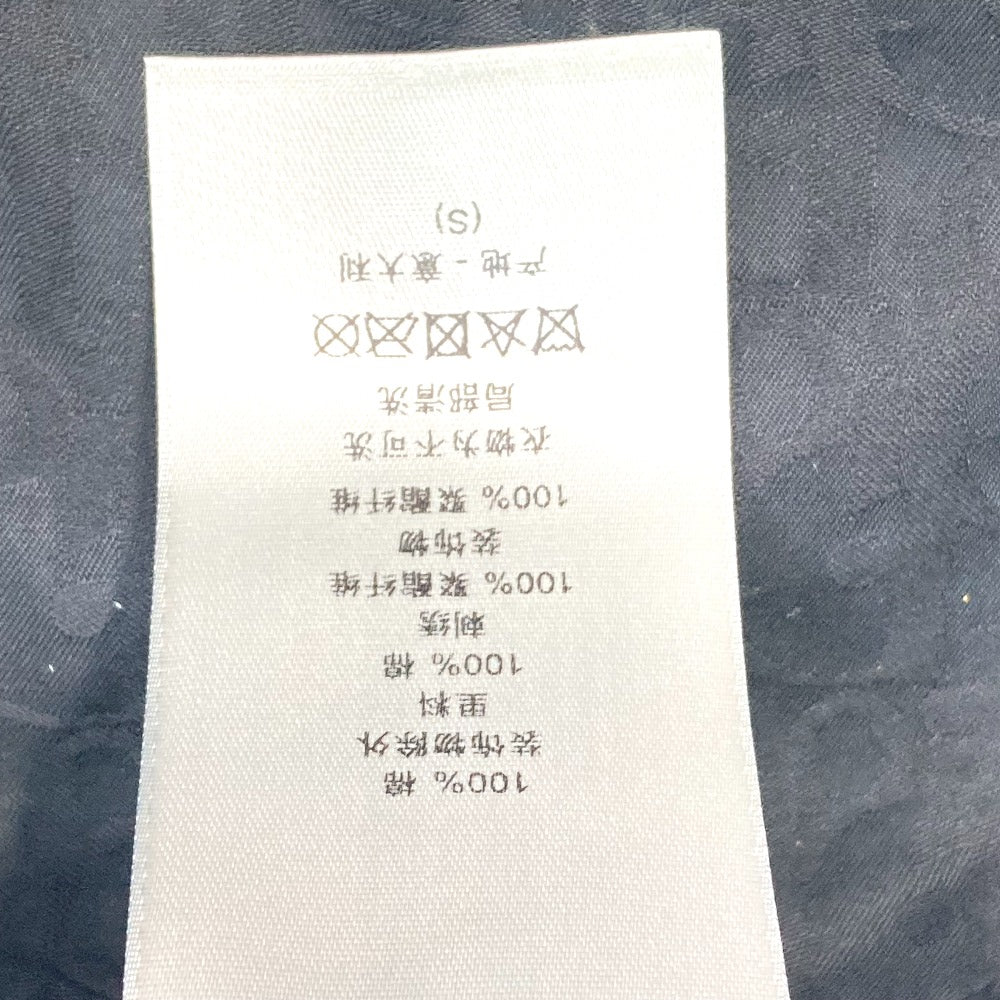 100% 棉
装饰物除外
里料
100% 棉
刺绣
100% 聚酯纤维
装饰物
100% 聚酯纤维
衣物为不可洗
局部清洗
产地 - 意大利
(S)